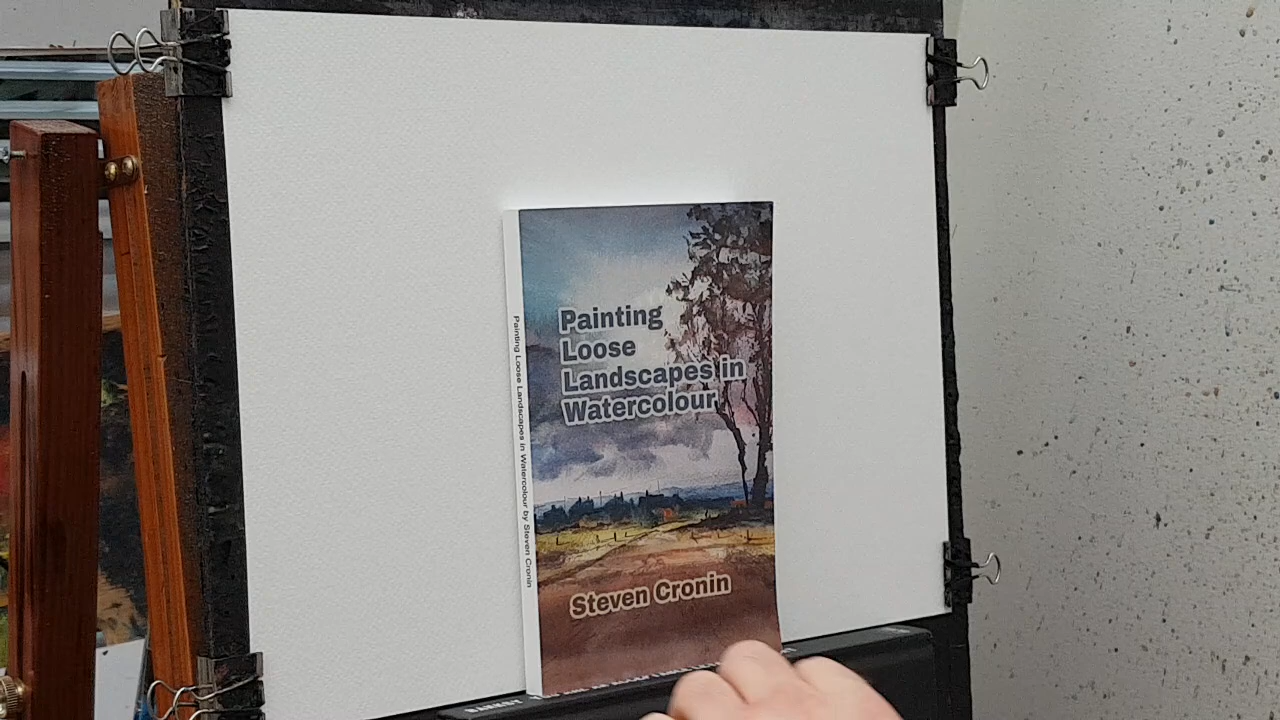 Painting
Loose
Landscapes in
Watercolour
Steven Cronin
Painting Loose Landscapes in Watercolour by Steven Cronin